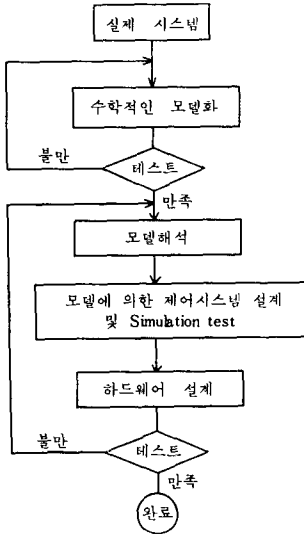 실제 시스템
수학적인 모델화
불만
테스트
만족
모델해석
모델에 의한 제어시스템 설계
및 Simulation test
하드웨어 설계
불만
테스트
만족
완료